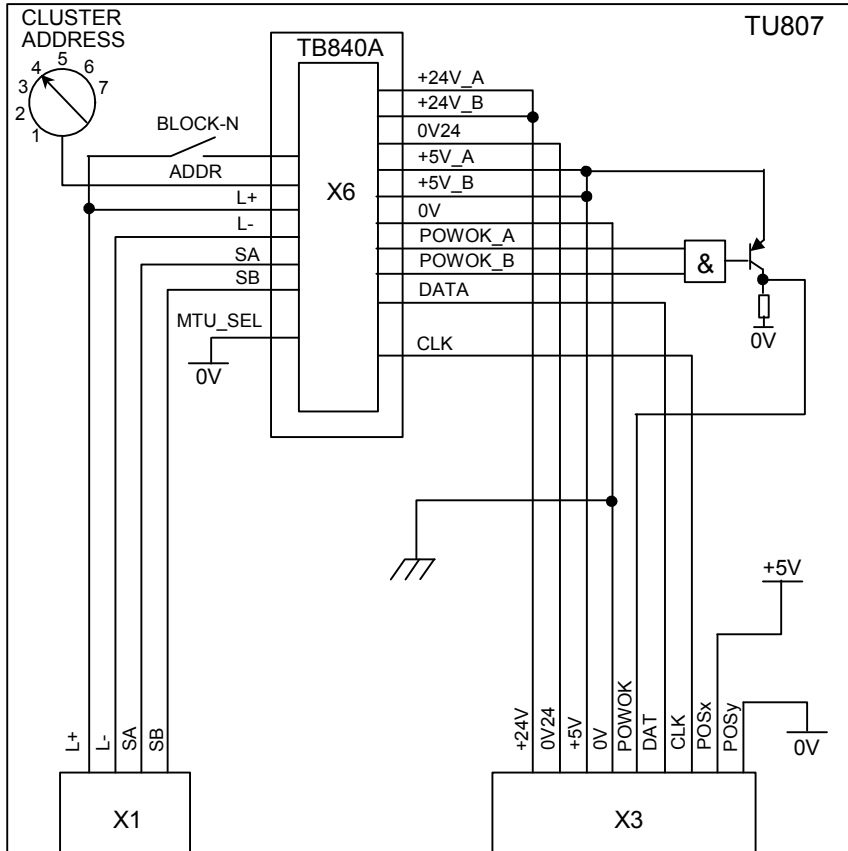 CLUSTER
ADDRESS
TU807
TB840A
4 5 6
3 7
2
1
BLOCK-N
ADDR
L+
L-
SA
SB
MTU_SEL
0V
X6
+24V_A
+24V_B
0V24
+5V_A
+5V_B
0V
POWOK_A
POWOK_B
DATA
CLK
&
0V
+5V
0V
L+
L-
SA
SB
X1
+24V
0V24
+5V
0V
POWOK
DAT
CLK
POSx
POSy
X3